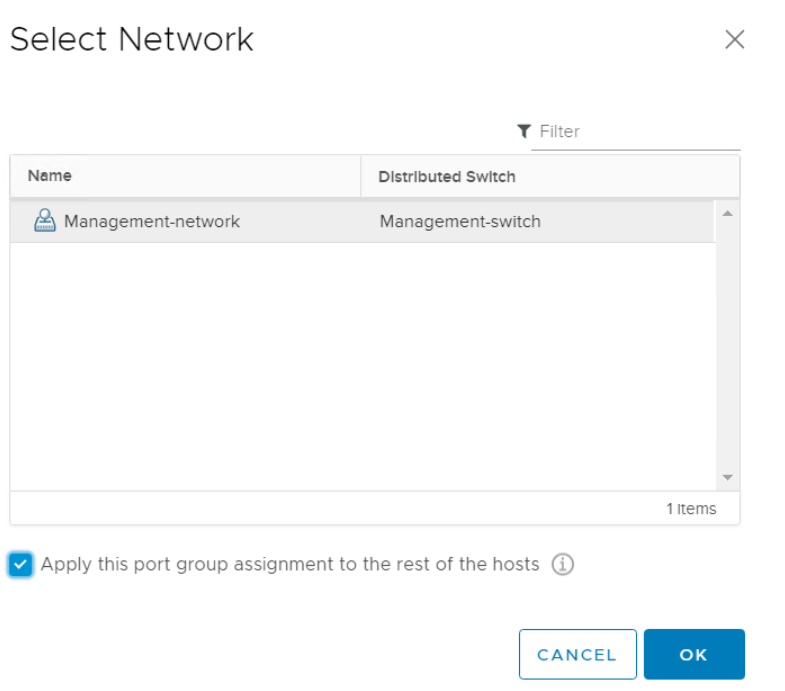 Select Network
Filter
Name Distributed Switch
Management-network Management-switch
1 Items
Apply this port group assignment to the rest of the hosts
CANCEL OK